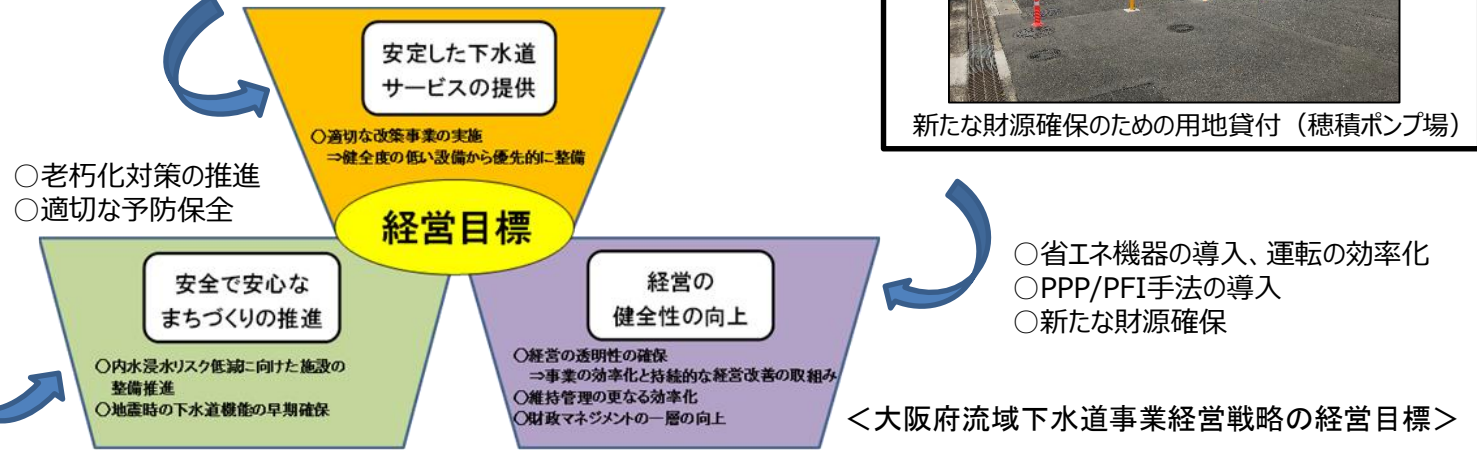 安定した下水道
サービスの提供
○適切な改築事業の実施
⇒健全度の低い設備から優先的に整備
新たな財源確保のための用地貸付（穂積ポンプ場）
○老朽化対策の推進
○適切な予防保全
経営目標
安全で安心な
まちづくりの推進
○内水浸水リスク低減に向けた施設の
整備推進
○地震時の下水道機能の早期確保
経営の
健全性の向上
○経営の透明性の確保
⇒事業の効率化と持続的な経営改善の取組み
○維持管理の更なる効率化
○財政マネジメントの一層の向上
○省エネ機器の導入、運転の効率化
○PPP/PFI手法の導入
○新たな財源確保
＜大阪府流域下水道事業経営戦略の経営目標＞